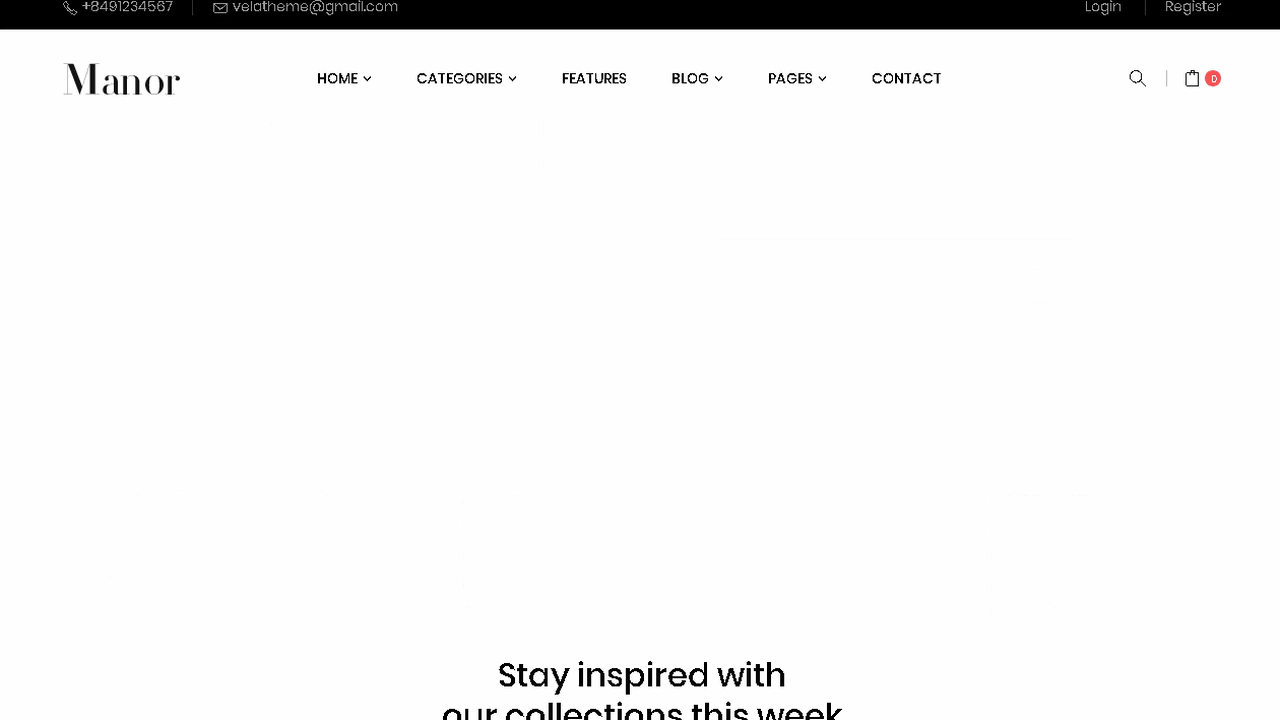 +8491234567 velatheme@gmail.com Login Register
Manor HOME CATEGORIES FEATURES BLOG PAGES CONTACT 0
Stay inspired with
our collections this week